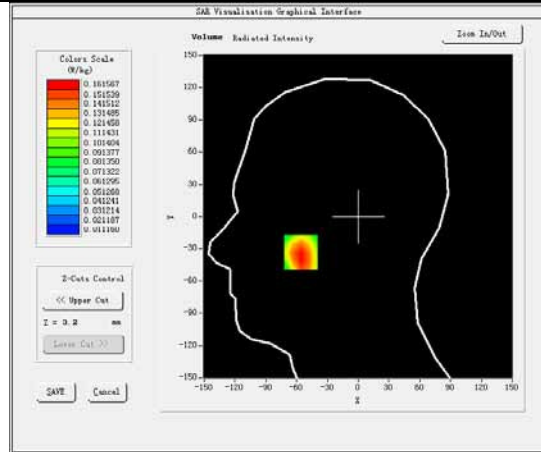 SAR Visualisation Graphical Interface
Volume Radiated Intensity
Zoom In/Out
Colors Scale
(W/kg)
0.161567
0.151539
0.141512
0.131485
0.121458
0.111431
0.101404
0.091377
0.081350
0.071322
0.061295
0.051268
0.041241
0.031214
0.021187
0.011160
Z-Cuts Control
<< Upper Cut
Z = 3.2 mm
Lower Cut >>
SAVE
Cancel
150
120
90
60
30
0
-30
-60
-90
-120
-150
Y
-150 -120 -90 -60 -30 0 30 60 90 120 150
X